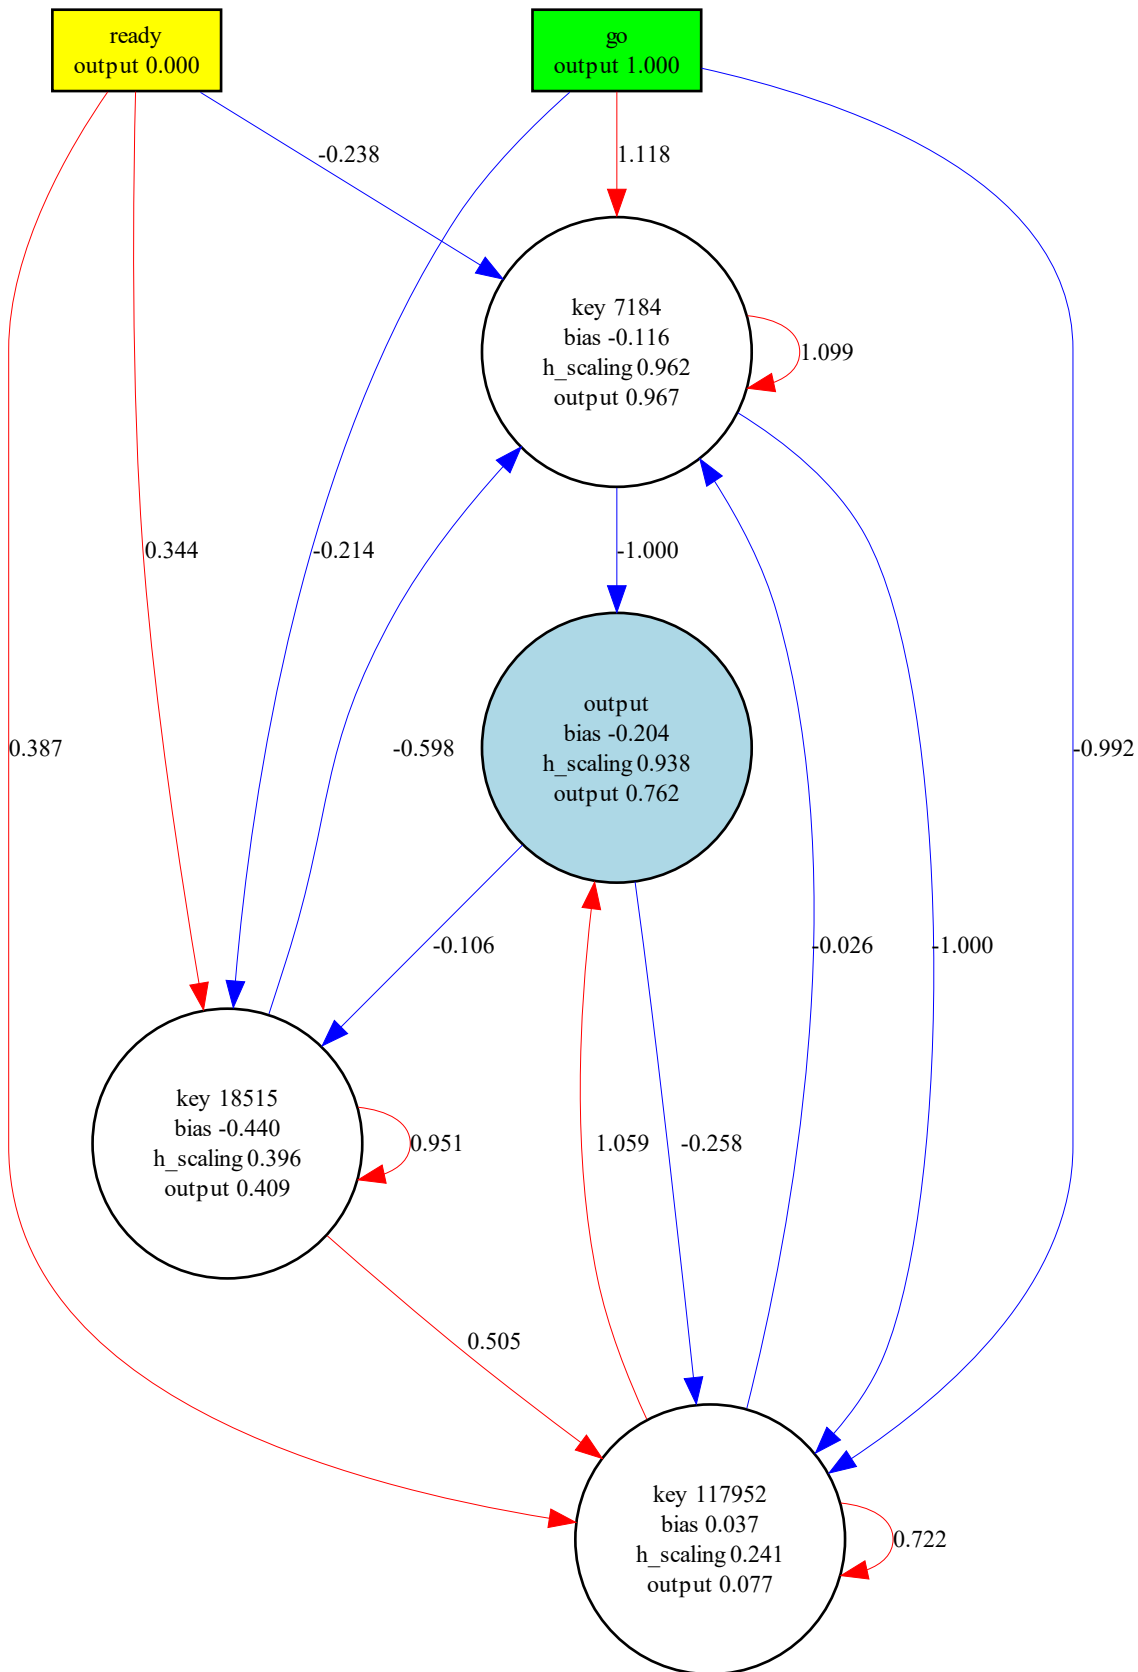 ready
output 0.000
go
output 1.000
-0.238
1.118
key 7184
bias -0.116
h_scaling 0.962
output 0.967
1.099
0.344
-0.214
-1.000
output
bias -0.204
h_scaling 0.938
output 0.762
0.387
-0.598
-0.992
-0.106
-0.026
-1.000
key 18515
bias -0.440
h_scaling 0.396
output 0.409
0.951
1.059
-0.258
0.505
key 117952
bias 0.037
h_scaling 0.241
output 0.077
0.722